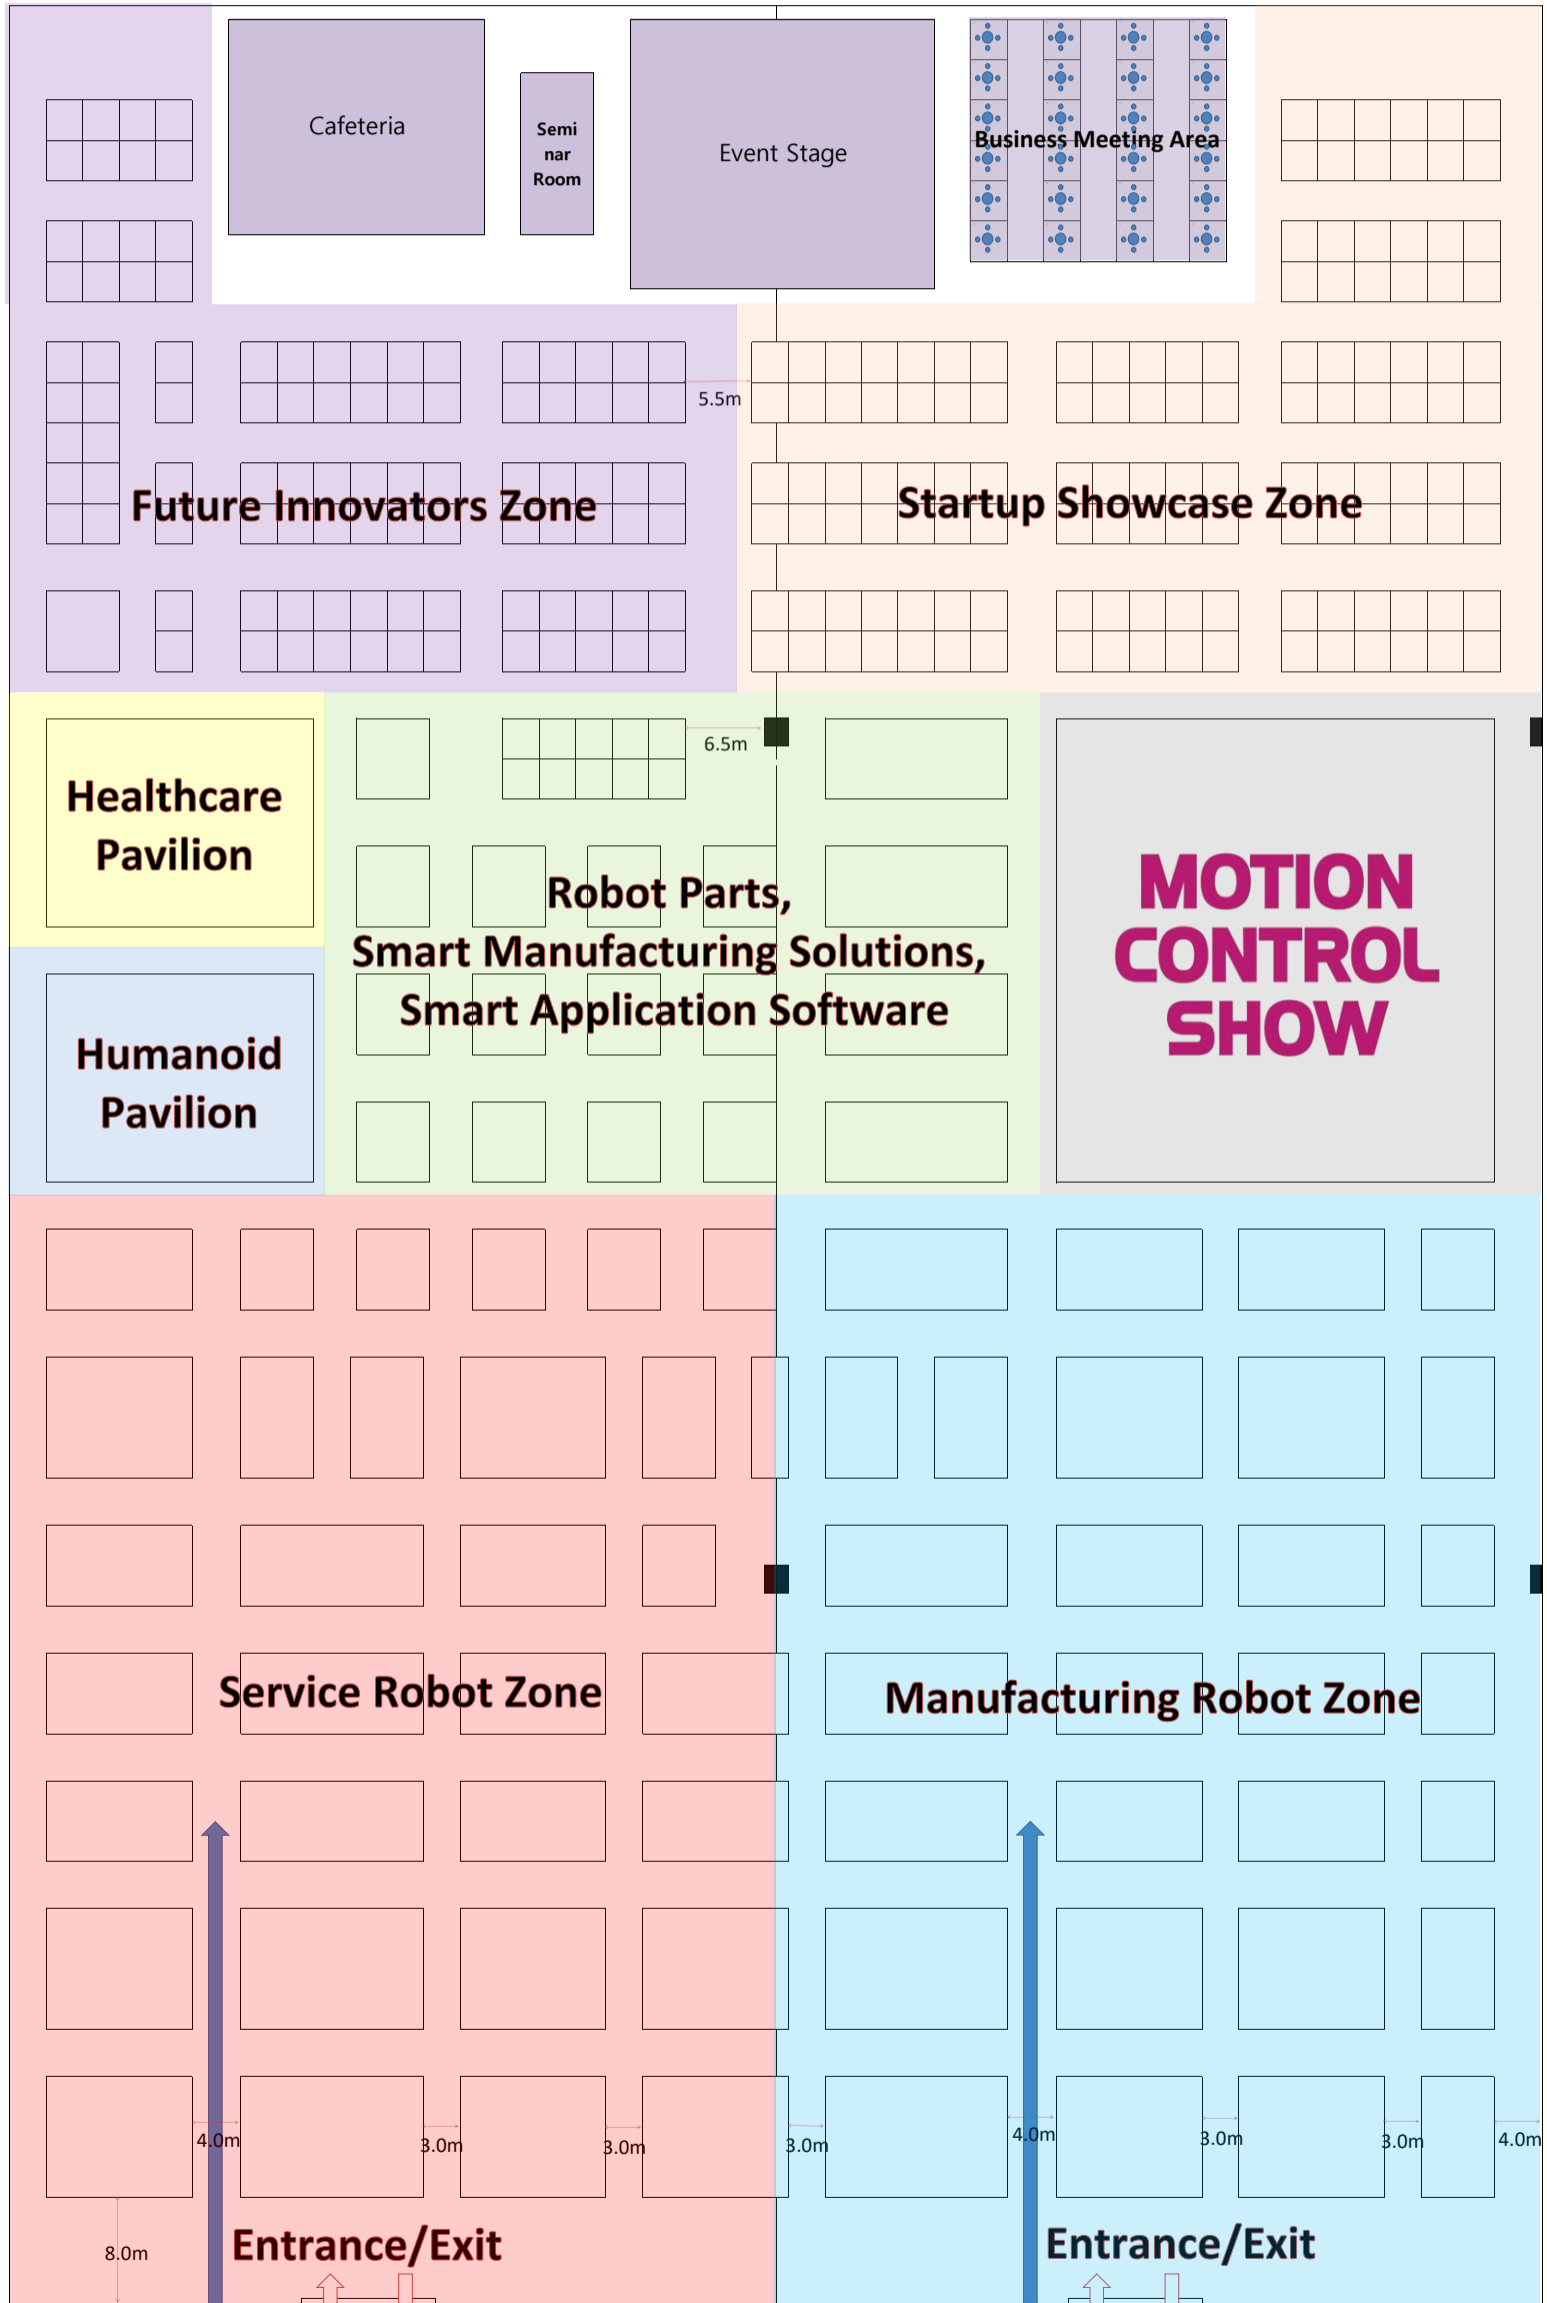 Cafeteria
Semi
nar
Room
Event Stage
Business Meeting Area
5.5m
Future Innovators Zone
Startup Showcase Zone
6.5m
Healthcare
Pavilion
Robot Parts,
Smart Manufacturing Solutions,
Smart Application Software
MOTION
CONTROL
SHOW
Humanoid
Pavilion
Service Robot Zone
Manufacturing Robot Zone
4.0m
3.0m
3.0m
3.0m
4.0m
3.0m
3.0m
4.0m
8.0m
Entrance/Exit
Entrance/Exit